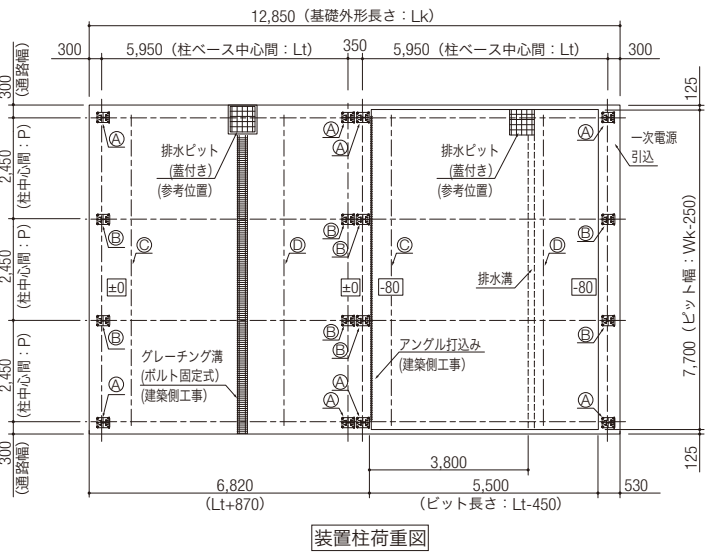 12,850（基礎外形長さ：Lk）
300
5,950（柱ベース中心間：Lt）
350
5,950（柱ベース中心間：Lt）
300
300
(通路幅)
2,450
(柱中心間：P)
2,450
(柱中心間：P)
2,450
(柱中心間：P)
300
(通路幅)
125
7,700（ピット幅：Wk-250）
125
一次電源
引込
Ⓐ
Ⓐ
Ⓐ
Ⓐ
排水ピット
(蓋付き)
(参考位置)
排水ピット
(蓋付き)
(参考位置)
Ⓑ
Ⓒ
Ⓓ
Ⓑ
Ⓑ
Ⓒ
Ⓓ
Ⓑ
±0
±0
-80
排水溝
-80
Ⓑ
Ⓑ
Ⓑ
Ⓑ
グレーチング溝
(ボルト固定式)
(建築側工事)
アングル打込み
(建築側工事)
Ⓐ
Ⓐ
Ⓐ
Ⓐ
3,800
6,820
(Lt+870)
5,500
(ピット長さ：Lt-450)
530
装置柱荷重図